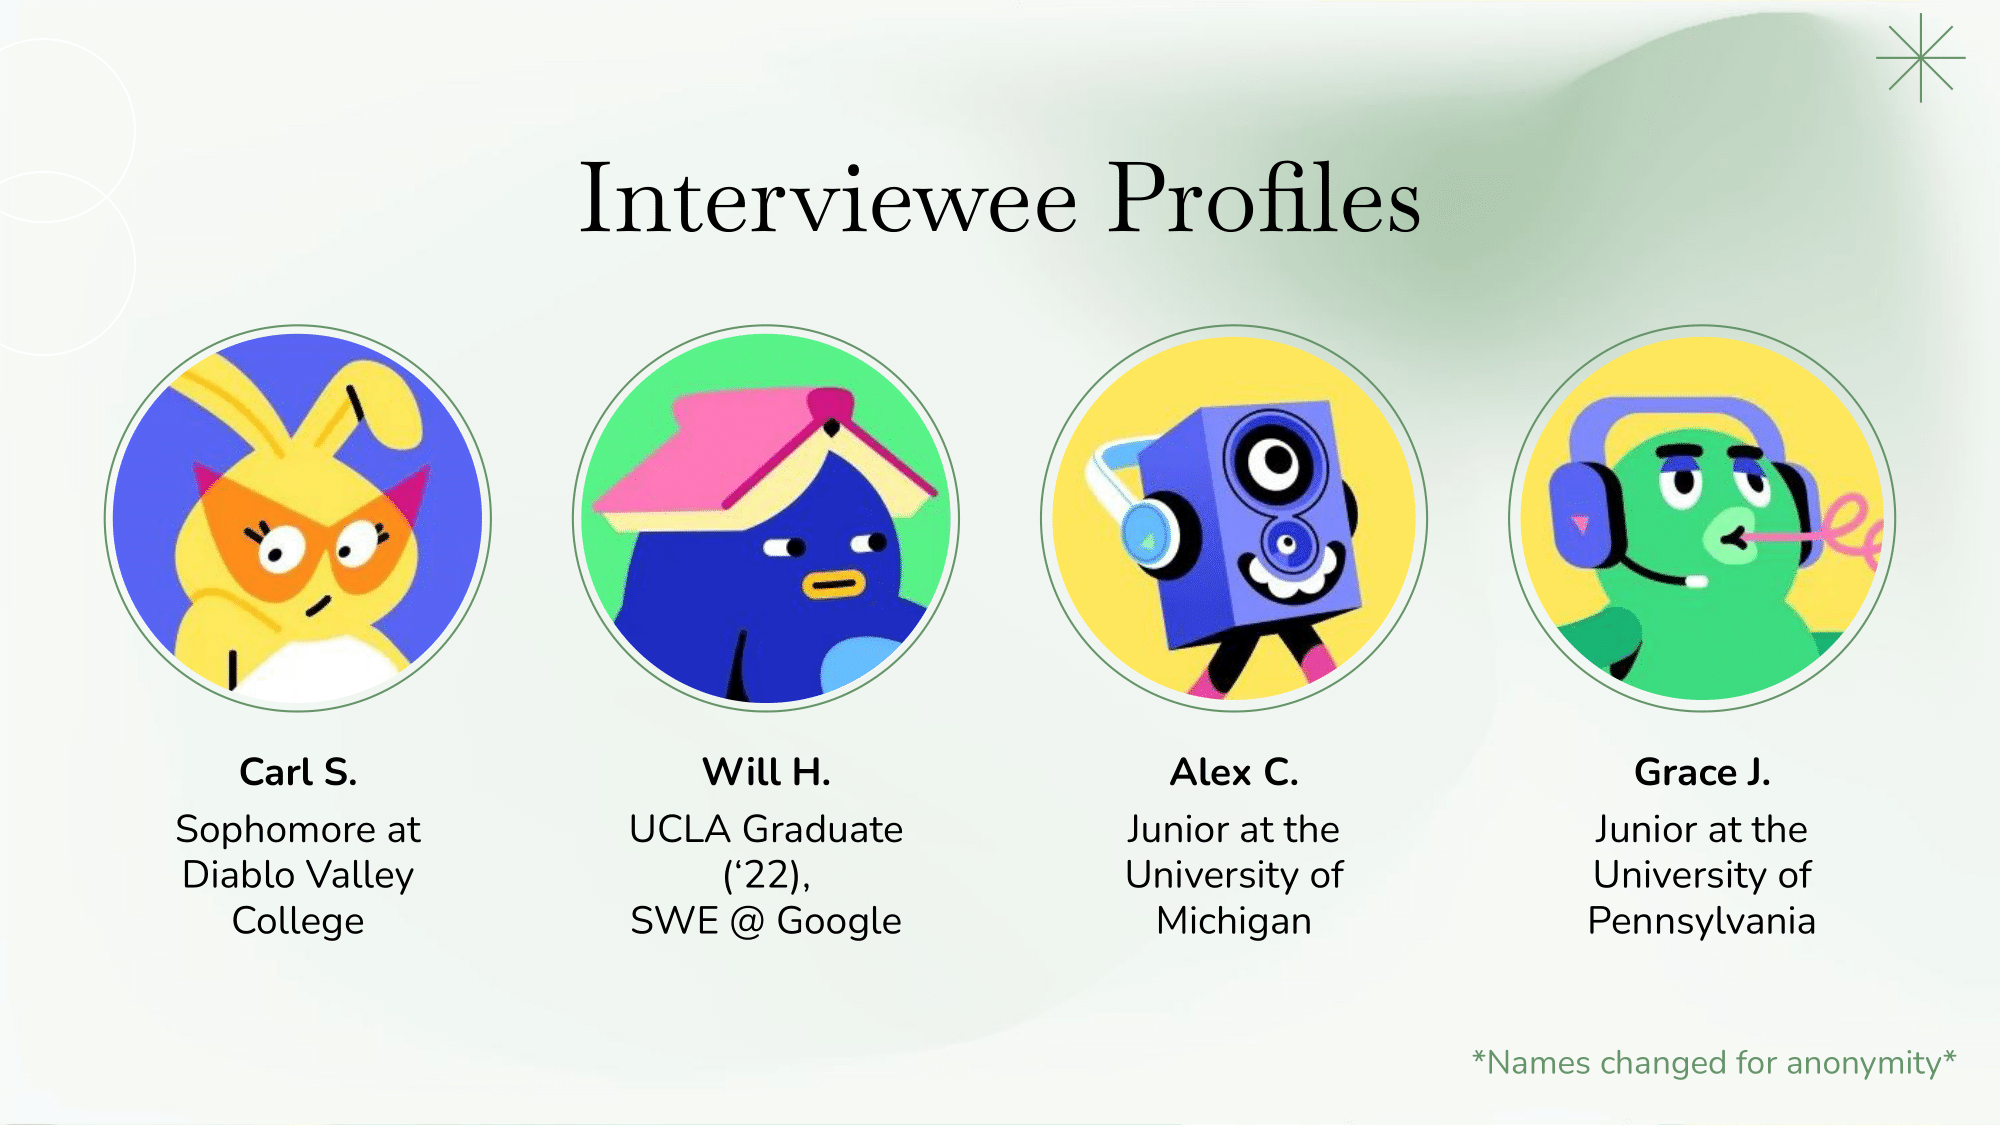 Interviewee Profiles
Carl S.
Sophomore at
Diablo Valley
College
Will H.
UCLA Graduate
(‘22),
SWE @ Google
Alex C.
Junior at the
University of
Michigan
Grace J.
Junior at the
University of
Pennsylvania
*Names changed for anonymity*